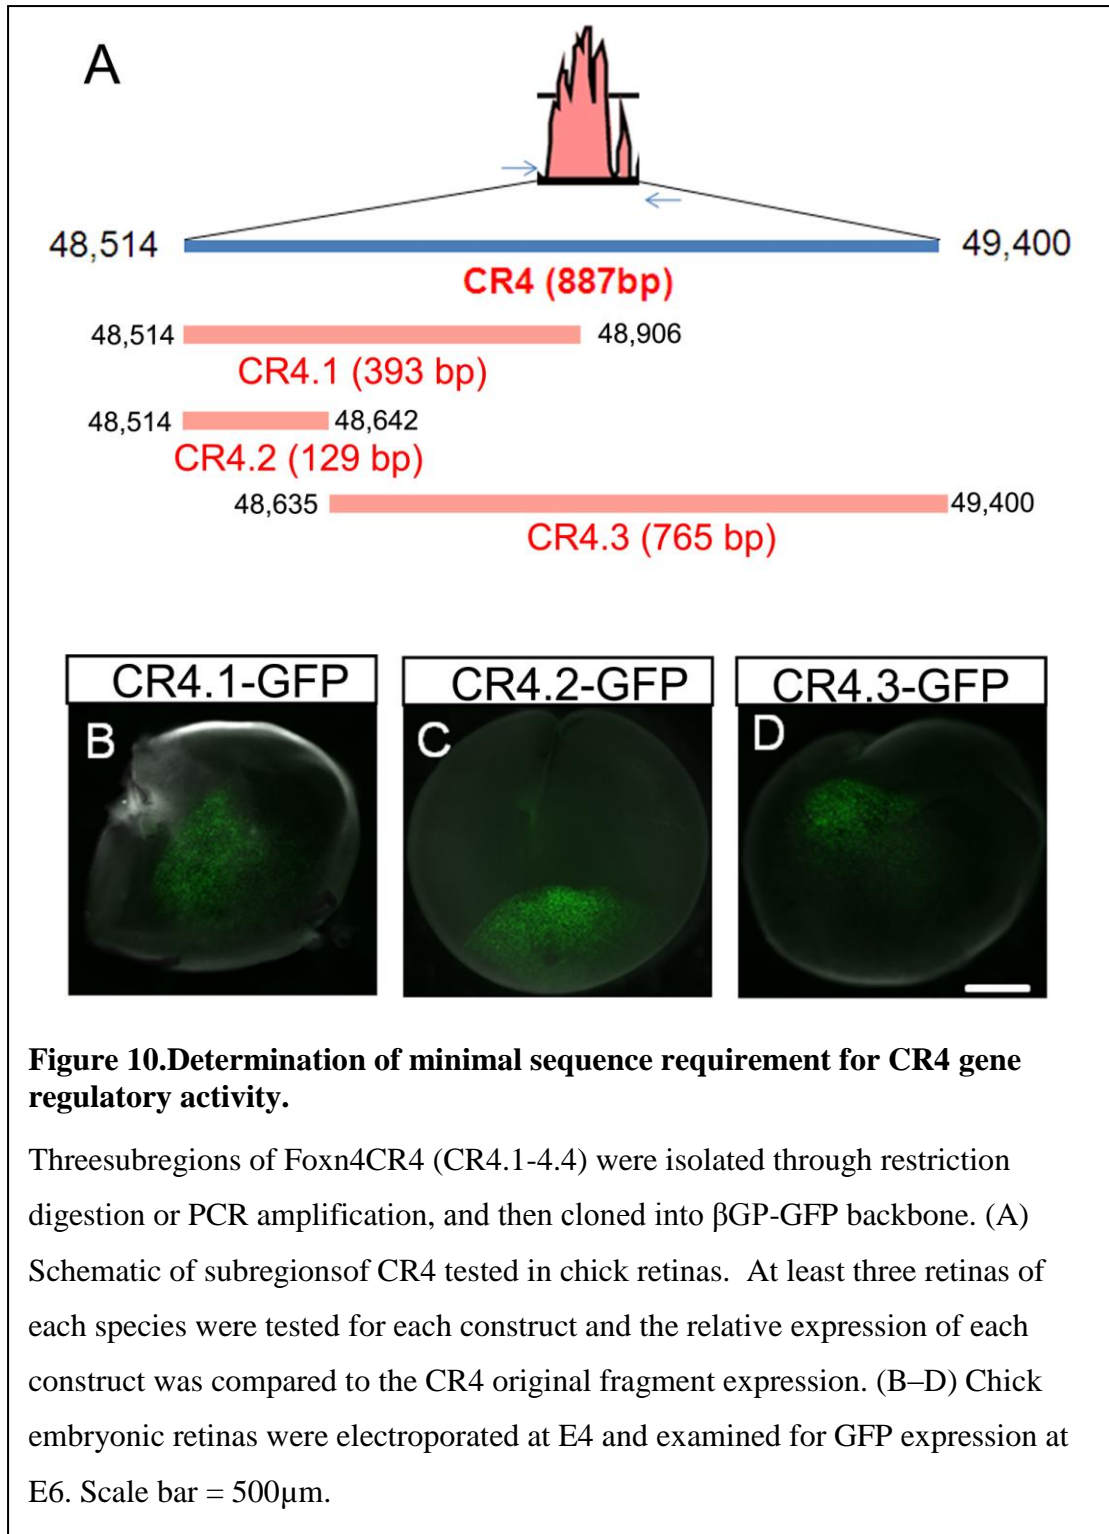 A
48,514
49,400
CR4 (887bp)
48,514
48,906
CR4.1 (393 bp)
48,514
48,642
CR4.2 (129 bp)
48,635
49,400
CR4.3 (765 bp)
CR4.1-GFP
CR4.2-GFP
CR4.3-GFP
B
C
D
Figure 10.Determination of minimal sequence requirement for CR4 gene
regulatory activity.
Threesubregions of Foxn4CR4 (CR4.1-4.4) were isolated through restriction
digestion or PCR amplification, and then cloned into βGP-GFP backbone. (A)
Schematic of subregionsof CR4 tested in chick retinas.  At least three retinas of
each species were tested for each construct and the relative expression of each
construct was compared to the CR4 original fragment expression. (B–D) Chick
embryonic retinas were electroporated at E4 and examined for GFP expression at
E6. Scale bar = 500μm.